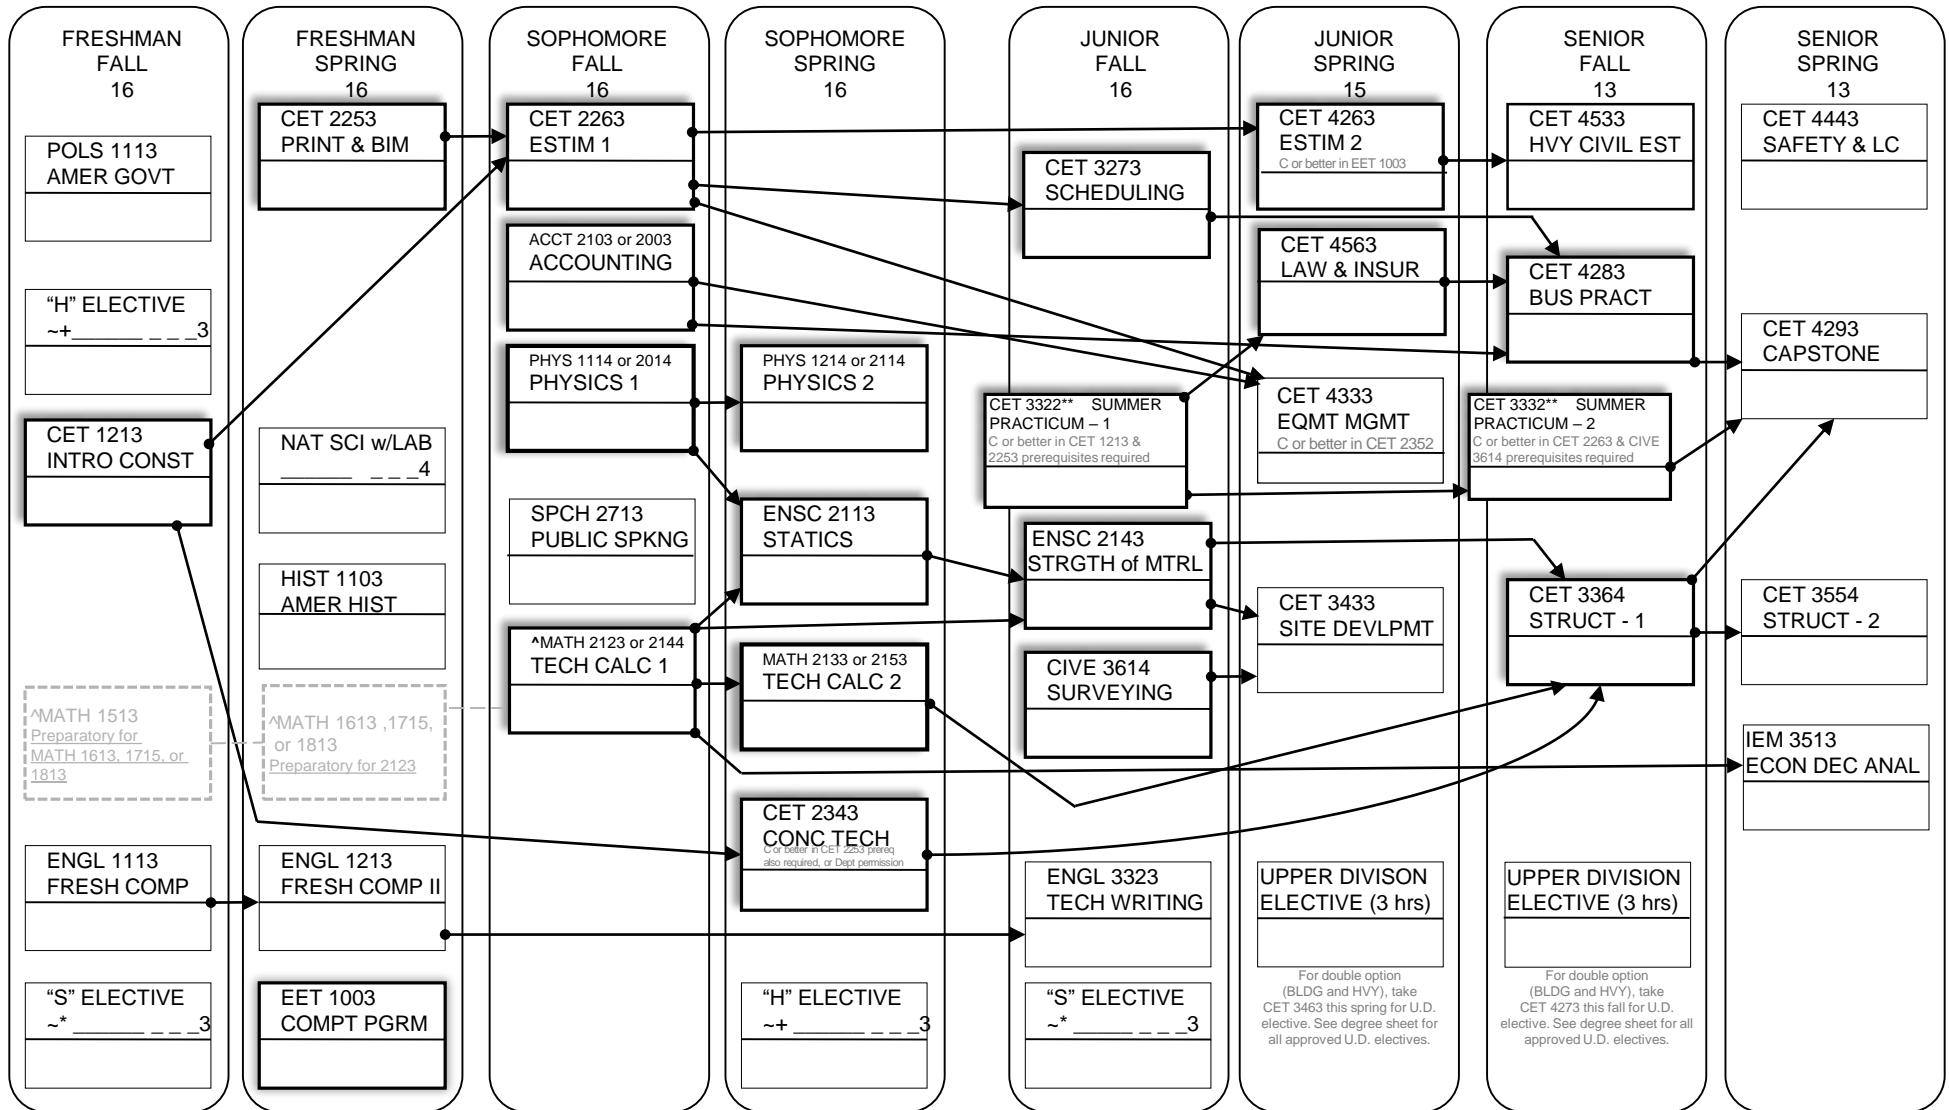 FRESHMAN
FALL
16
POLS 1113
AMER GOVT
“H” ELECTIVE
~+______ _ _ _3
CET 1213
INTRO CONST
^MATH 1513
Preparatory for
MATH 1613, 1715, or
1813
ENGL 1113
FRESH COMP
“S” ELECTIVE
~* ______ _ _ _3
FRESHMAN
SPRING
16
CET 2253
PRINT & BIM
NAT SCI w/LAB
______ _ _ _4
HIST 1103
AMER HIST
^MATH 1613 ,1715,
or 1813
Preparatory for 2123
ENGL 1213
FRESH COMP II
EET 1003
COMPT PGRM
SOPHOMORE
FALL
16
CET 2263
ESTIM 1
ACCT 2103 or 2003
ACCOUNTING
PHYS 1114 or 2014
PHYSICS 1
SPCH 2713
PUBLIC SPKNG
^MATH 2123 or 2144
TECH CALC 1
SOPHOMORE
SPRING
16
PHYS 1214 or 2114
PHYSICS 2
ENSC 2113
STATICS
MATH 2133 or 2153
TECH CALC 2
CET 2343
CONC TECH
C or better in CET 2253 prereq
also required, or Dept permission
“H” ELECTIVE
~+ ______ _ _ _3
JUNIOR
FALL
16
CET 3273
SCHEDULING
CET 3322** SUMMER
PRACTICUM – 1
C or better in CET 1213 &
2253 prerequisites required
ENSC 2143
STRGTH of MTRL
CIVE 3614
SURVEYING
ENGL 3323
TECH WRITING
“S” ELECTIVE
~* _____ _ _ _3
JUNIOR
SPRING
15
CET 4263
ESTIM 2
C or better in EET 1003
CET 4563
LAW & INSUR
CET 4333
EQMT MGMT
C or better in CET 2352
CET 3433
SITE DEVLPMT
UPPER DIVISON
ELECTIVE (3 hrs)
For double option
(BLDG and HVY), take
CET 3463 this spring for U.D.
elective. See degree sheet for
all approved U.D. electives.
SENIOR
FALL
13
CET 4533
HVY CIVIL EST
CET 4283
BUS PRACT
CET 3332** SUMMER
PRACTICUM – 2
C or better in CET 2263 & CIVE
3614 prerequisites required
CET 3364
STRUCT - 1
UPPER DIVISION
ELECTIVE (3 hrs)
For double option
(BLDG and HVY), take
CET 4273 this fall for U.D.
elective. See degree sheet for all
approved U.D. electives.
SENIOR
SPRING
13
CET 4443
SAFETY & LC
CET 4293
CAPSTONE
CET 3554
STRUCT - 2
IEM 3513
ECON DEC ANAL